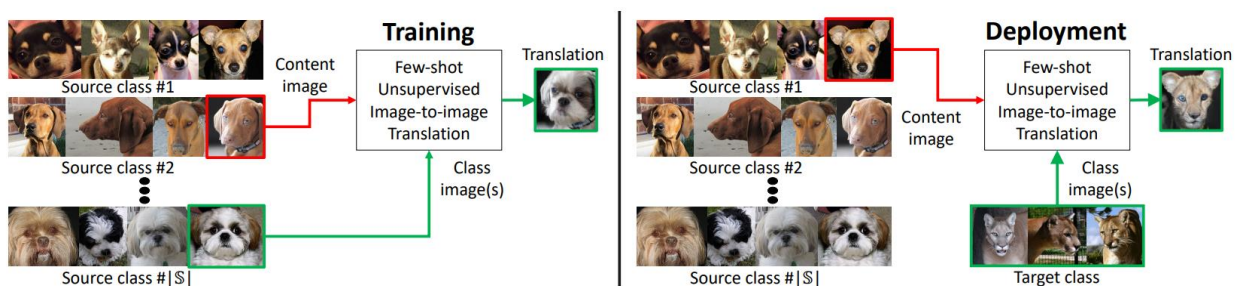 Training
Source class #1
Content
image
Few-shot
Unsupervised
Image-to-image
Translation
Translation
Source class #2
Class
image(s)
Source class #|𝕊|
Deployment
Source class #1
Content
image
Few-shot
Unsupervised
Image-to-image
Translation
Translation
Source class #2
Class
image(s)
Source class #|𝕊|
Target class